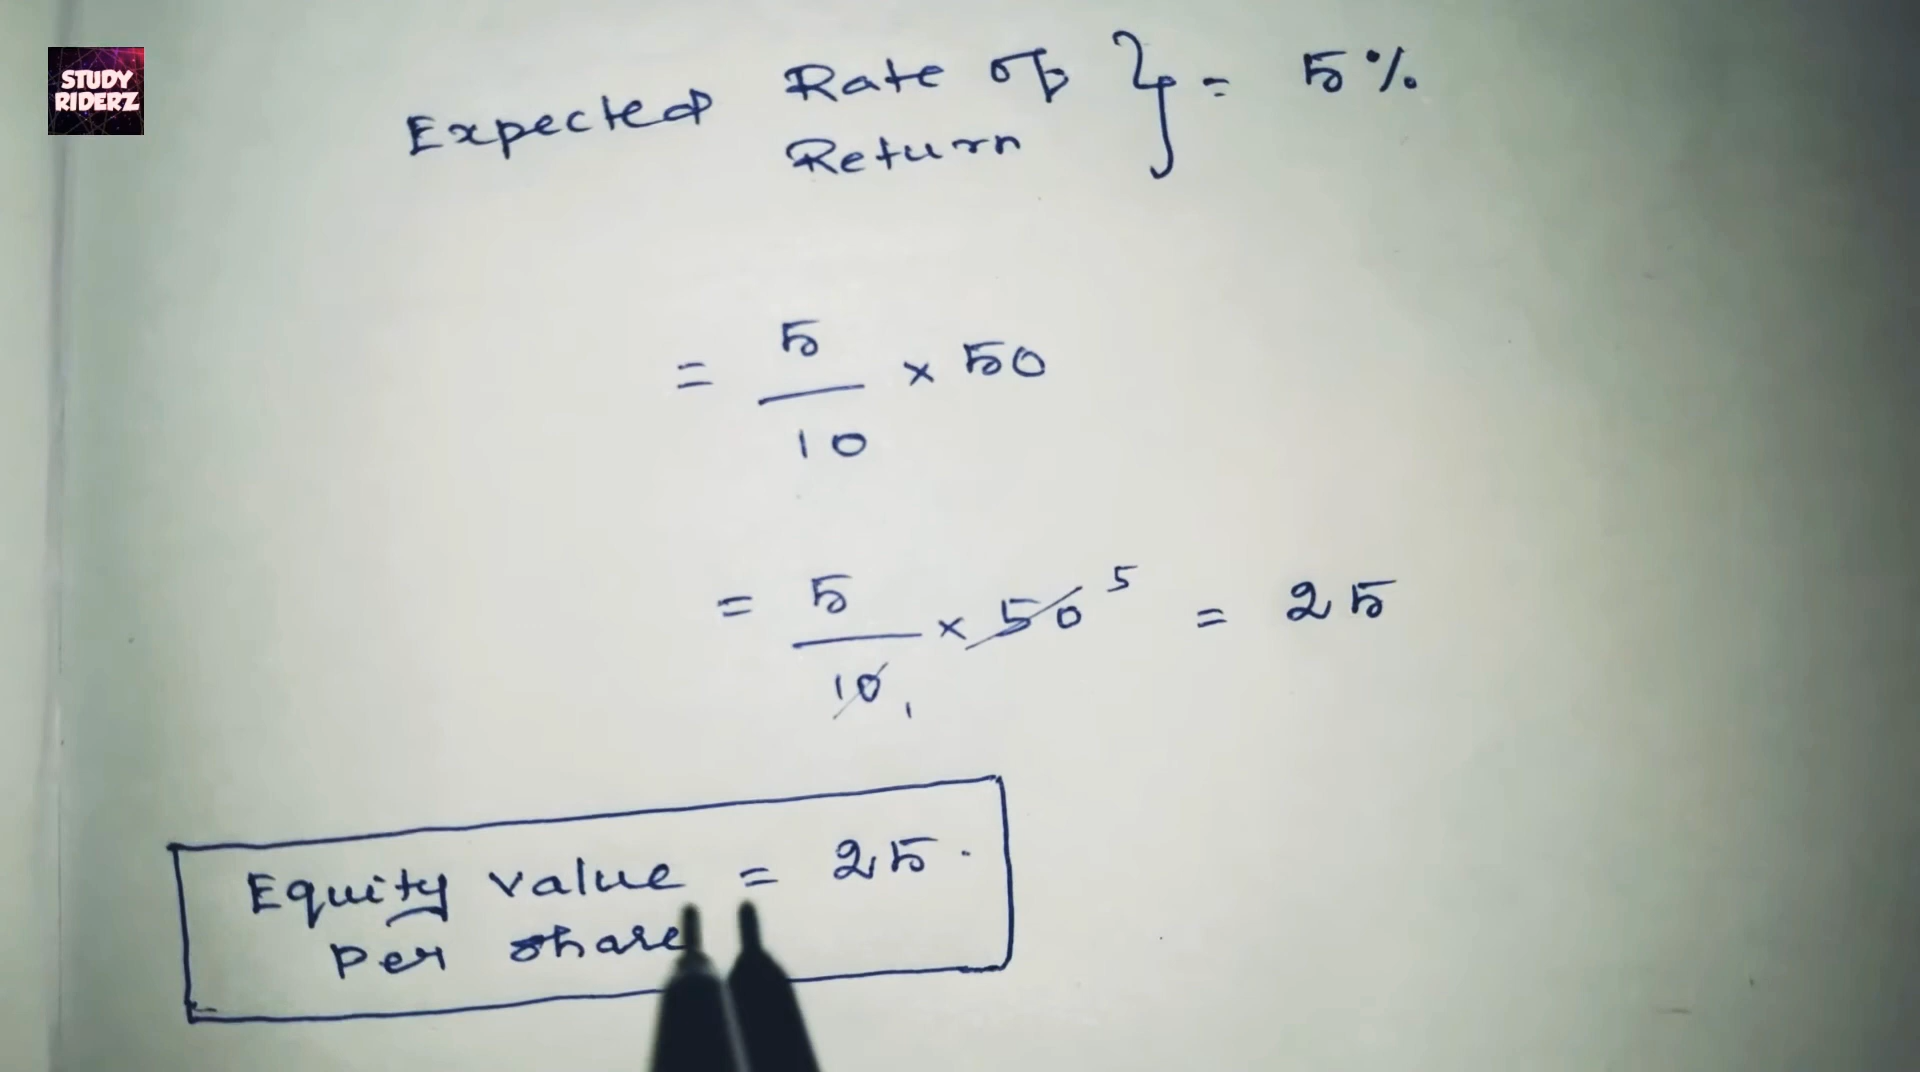 STUDY
RIDERZ
Expected Rate of } = 5%
Return
= 5/10 × 50
= 5/10 1 × 50 5 = 25
Equity value = 25.
Per share